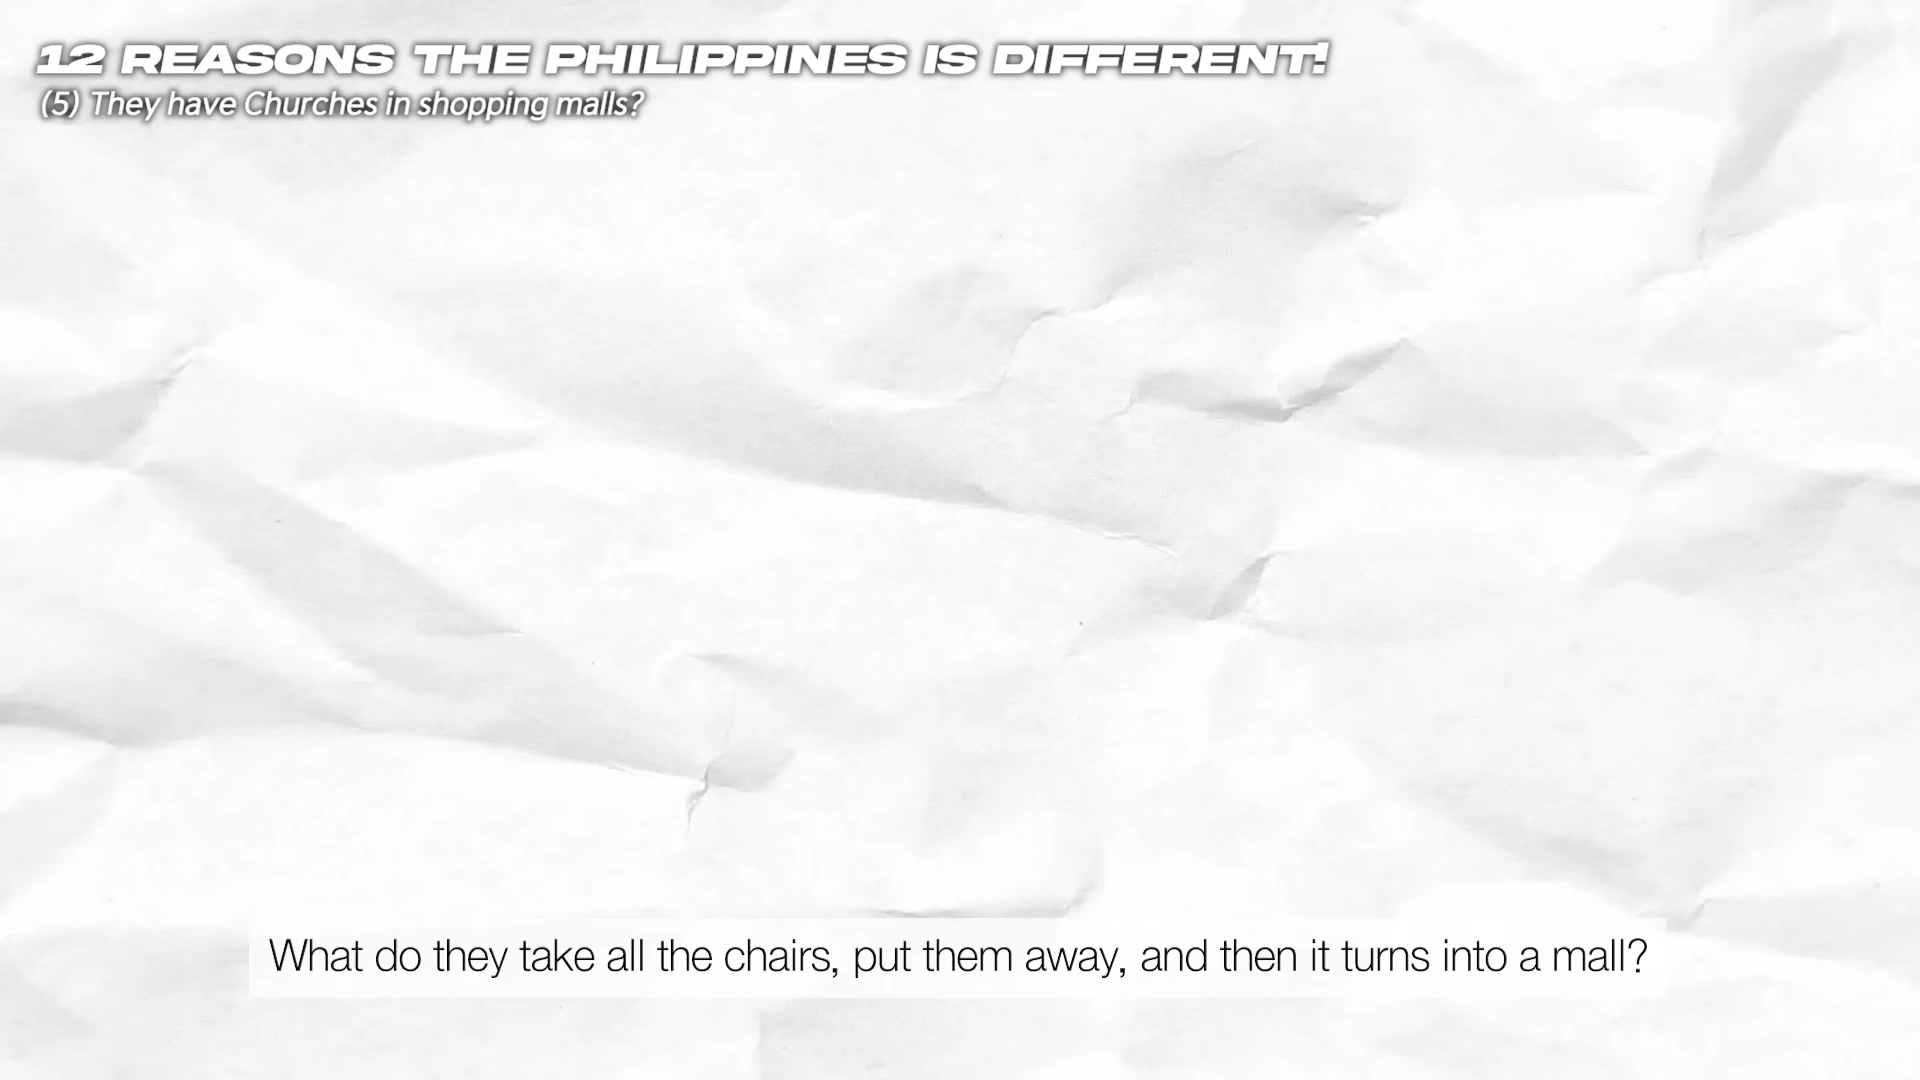 12 REASONS THE PHILIPPINES IS DIFFERENT!
(5) They have Churches in shopping malls?
What do they take all the chairs, put them away, and then it turns into a mall?